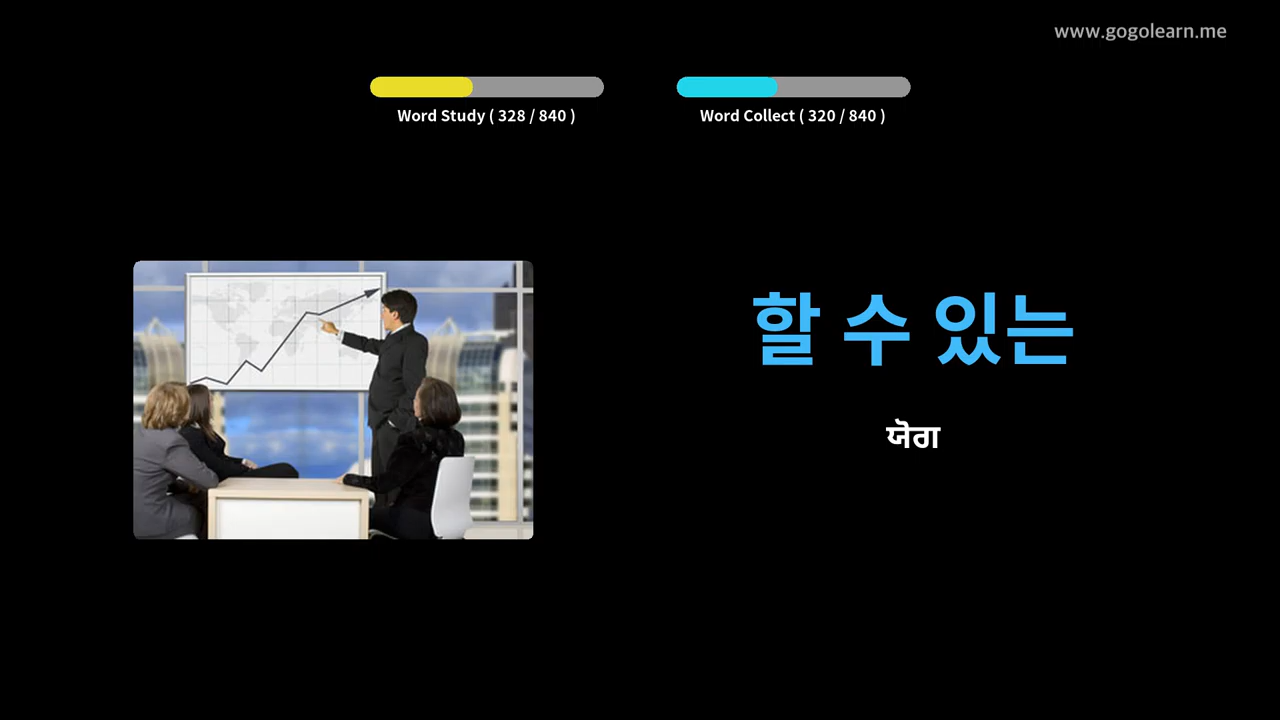 www.gogolearn.me
Word Study ( 328 / 840 )
Word Collect ( 320 / 840 )
할 수 있는
ਯੋਗ